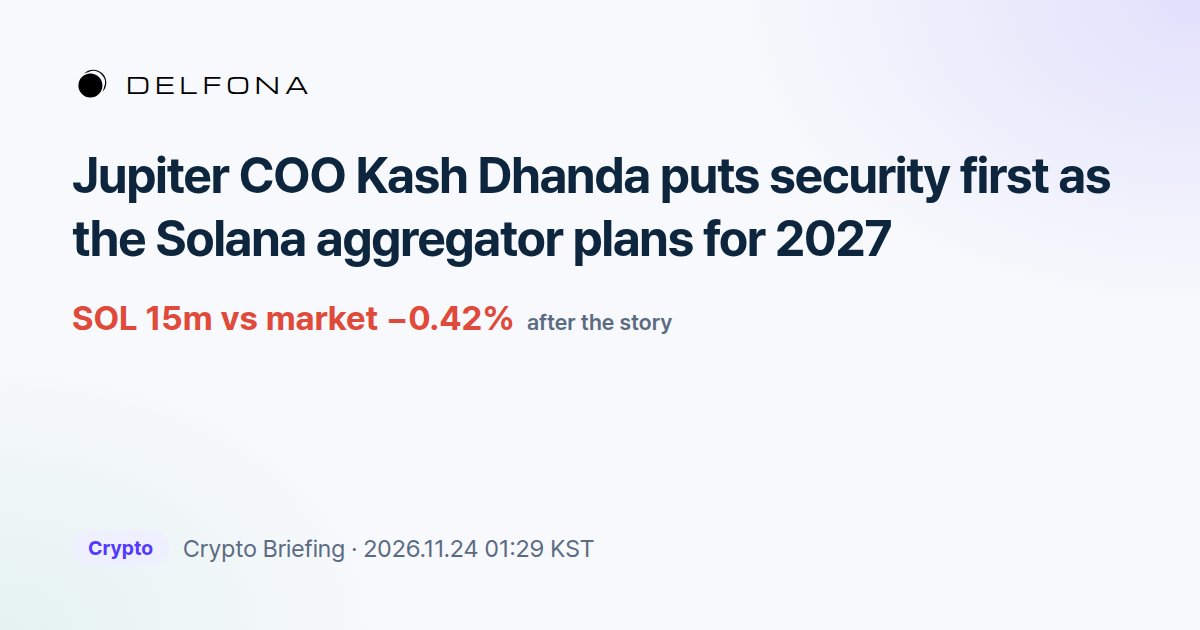 DELFONA
Jupiter COO Kash Dhanda puts security first as
the Solana aggregator plans for 2027
SOL 15m vs market −0.42% after the story
Crypto Crypto Briefing · 2026.11.24 01:29 KST